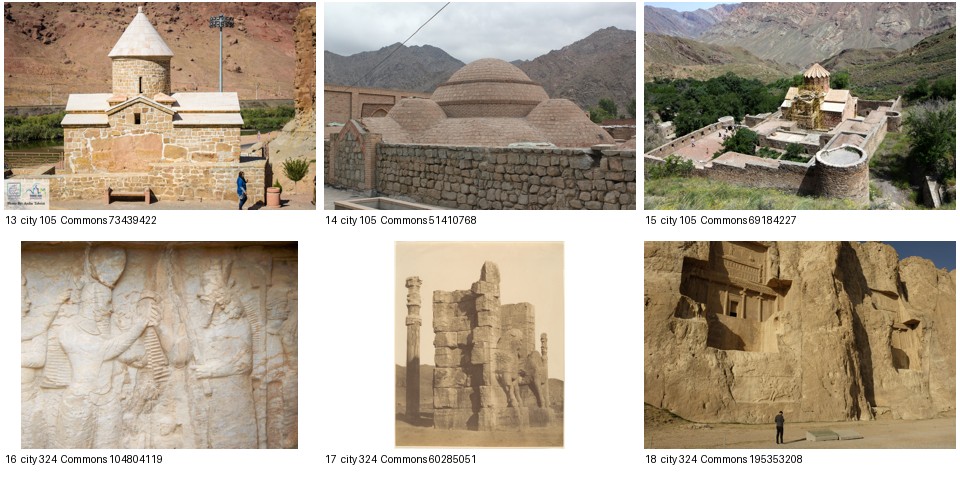 13 city 105 Commons 73439422
14 city 105 Commons 51410768
15 city 105 Commons 69184227
16 city 324 Commons 104804119
17 city 324 Commons 60285051
18 city 324 Commons 195353208